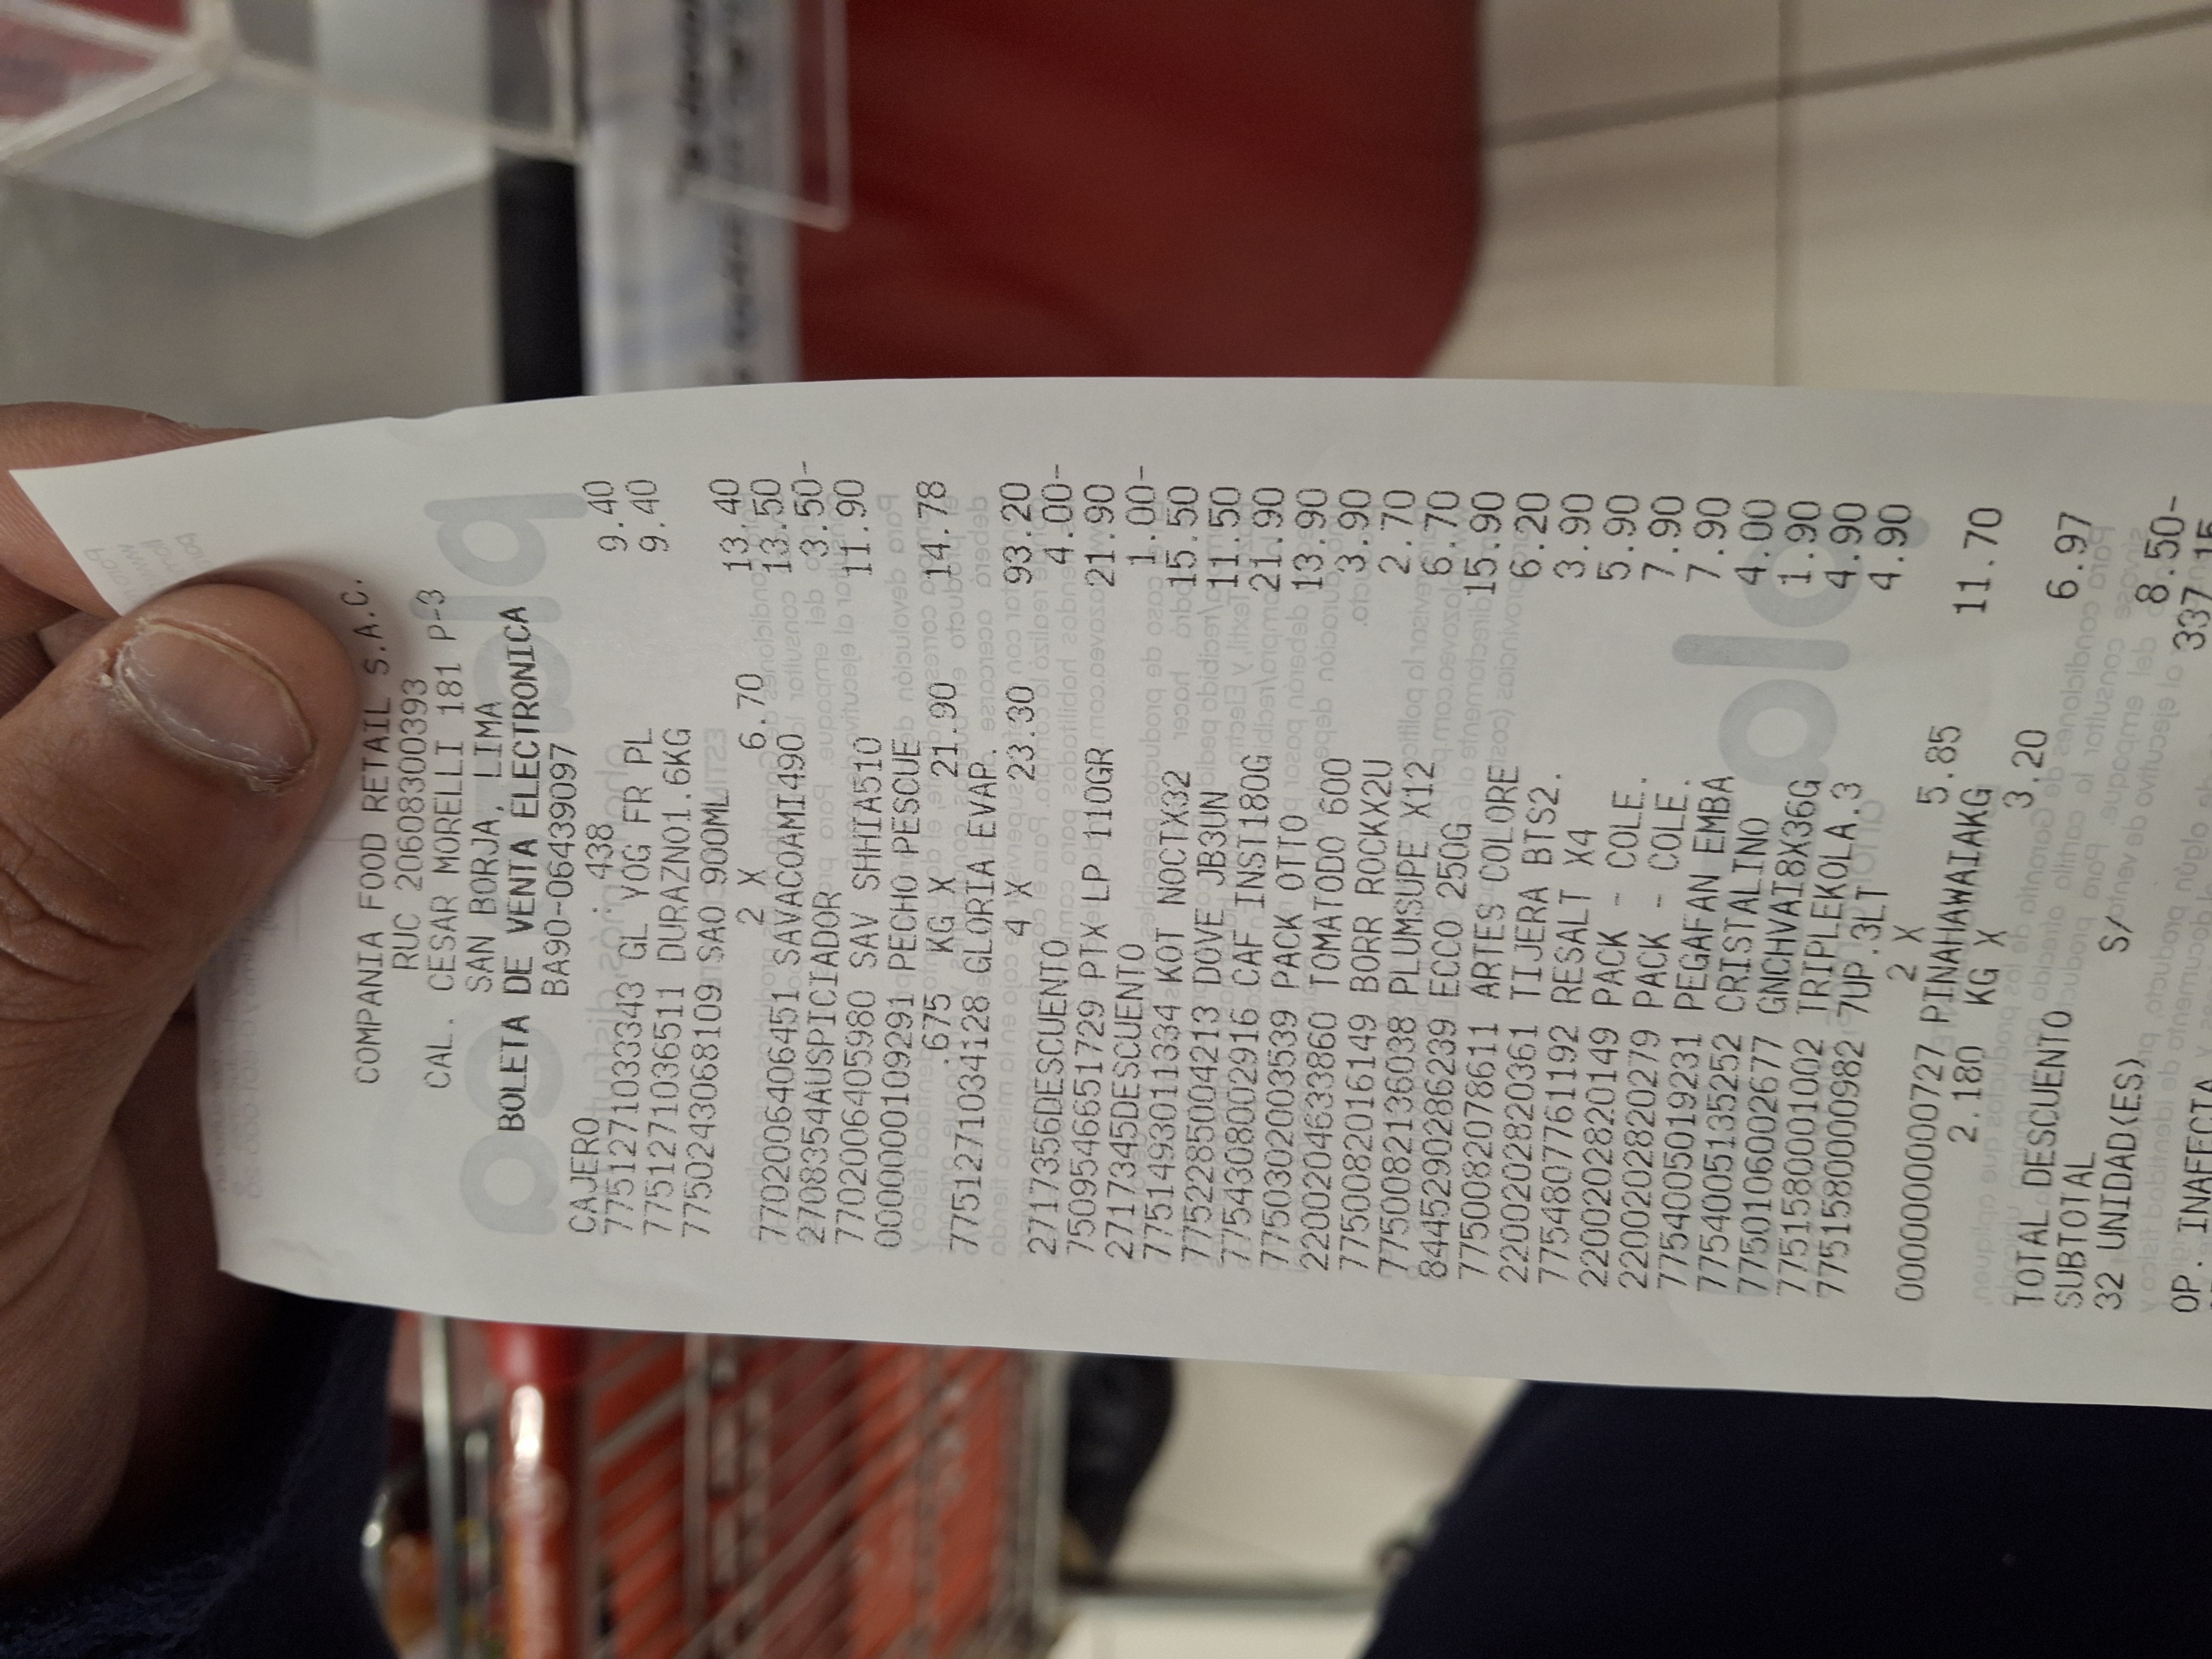 COMPANIA FOOD RETAIL S.A.C.
RUC 20608300393
CAL. CESAR MORELLI 181 P-3
SAN BORJA, LIMA
BOLETA DE VENTA ELECTRONICA
BA90-06439097
CAJERO : 438
7751271033343 GL YOG FR PL 9.40
7751271036511 DURAZNO1.6KG 9.40
7750243068109 SAO 900ML
2 X 6.70 13.40
7702006406451 SAVACOAMI490 13.50
2708354AUSPICIADOR 3.50-
7702006405980 SAV SHHIA510 11.90
0000000109291 PECHO PESCUE
.675 KG X 21.90 14.78
7751271034128 GLORIA EVAP.
4 X 23.30 93.20
2717356DESCUENTO 4.00-
7509546651729 PTX LP 110GR 21.90
2717345DESCUENTO 1.00-
7751493011334 KOT NOCTX32 15.50
7752285004213 DOVE JB3UN 11.50
7754308002916 CAF INST180G 21.90
7750302003539 PACK OTTO 13.90
2200204633860 TOMATODO 600 3.90
7750082016149 BORR ROCKX2U 2.70
7750082136038 PLUMSUPE X12 6.70
8445290286239 ECCO 250G 15.90
7750082078611 ARTES COLORE 6.20
2200202820361 TIJERA BTS2. 3.90
7754807761192 RESALT X4 5.90
2200202820149 PACK - COLE. 7.90
2200202820279 PACK - COLE. 7.90
7754005019231 PEGAFAN EMBA 4.00
7754005135252 CRISTALINO 1.90
7750106002677 GNCHVAI8X36G 4.90
7751580001002 TRIPLEKOLA.3 4.90
7751580000982 7UP.3LT
2 X 5.85 11.70
0000000000727 PINAHAWAIAKG
2.180 KG X 3.20 6.97
TOTAL DESCUENTO 8.50-
SUBTOTAL S/ 337.15
32 UNIDAD(ES)
OP. INAFECTA